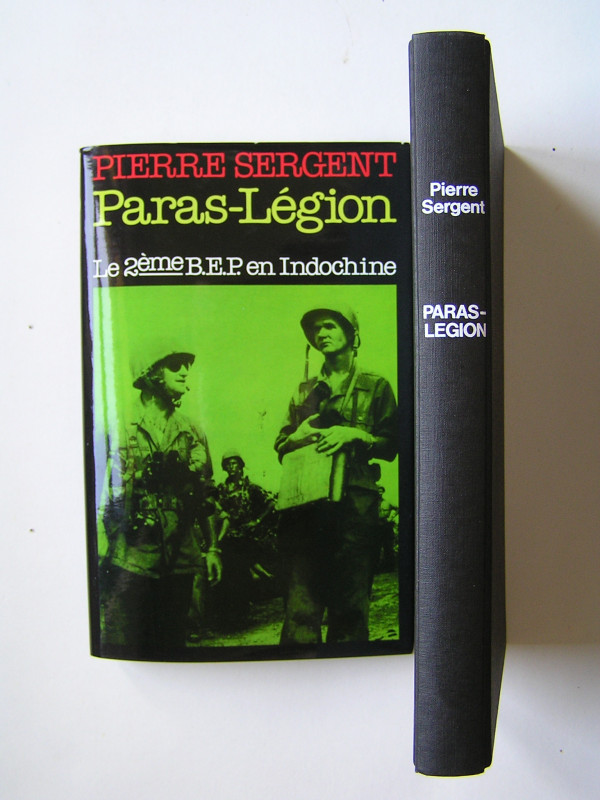 PIERRE SERGENT
Paras-Légion
Le 2ème B.E.P. en Indochine
Pierre
Sergent
PARAS-
LEGION